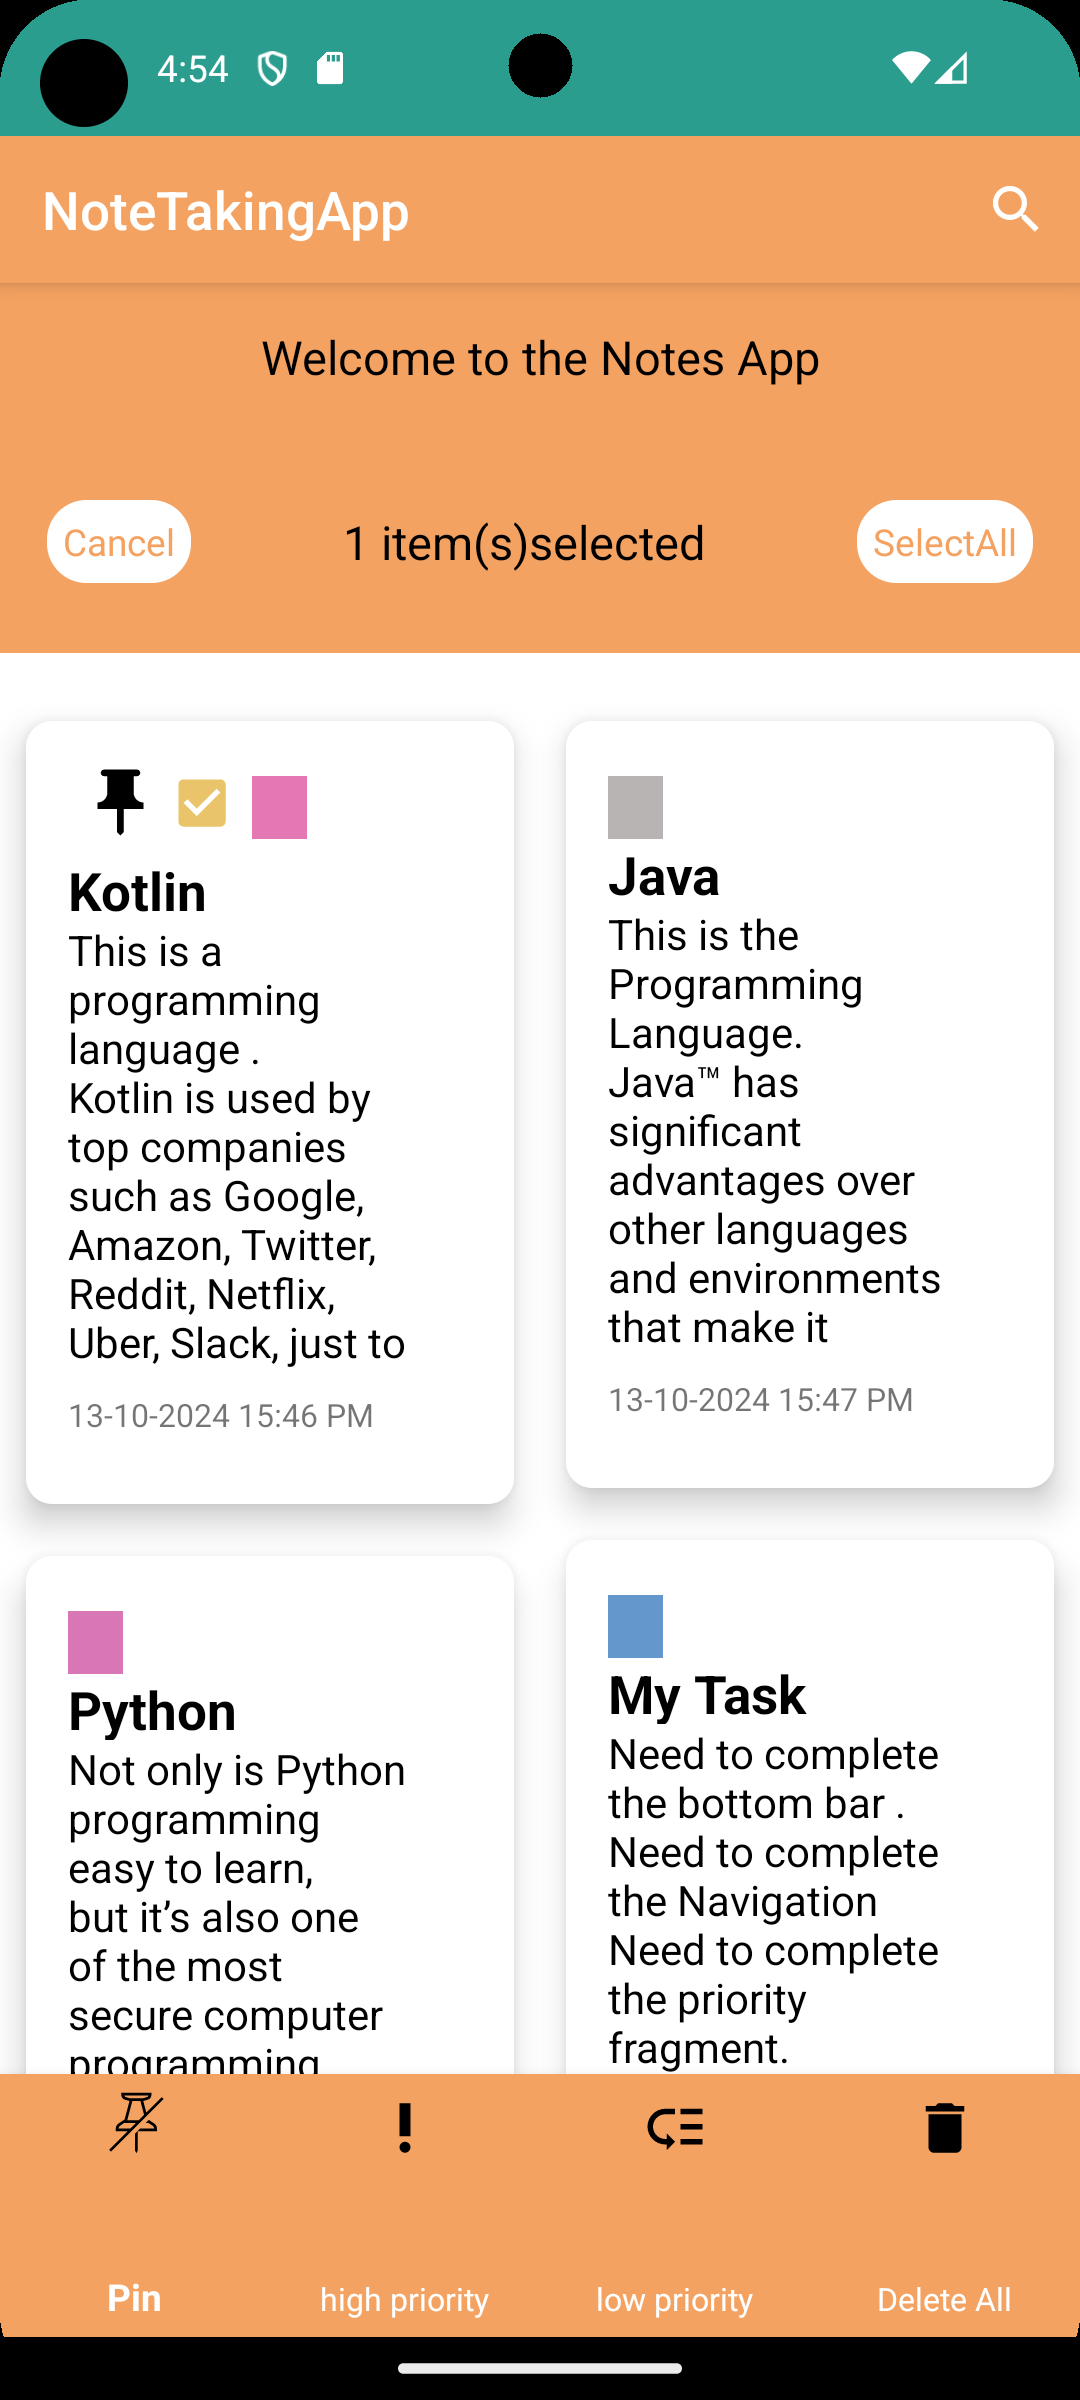 4:54
NoteTakingApp
Welcome to the Notes App
Cancel
1 item(s)selected
SelectAll
Kotlin
This is a
programming
language .
Kotlin is used by
top companies
such as Google,
Amazon, Twitter,
Reddit, Netflix,
Uber, Slack, just to
13-10-2024 15:46 PM
Java
This is the
Programming
Language.
Java™ has
significant
advantages over
other languages
and environments
that make it
13-10-2024 15:47 PM
Python
Not only is Python
programming
easy to learn,
but it’s also one
of the most
secure computer
programming
My Task
Need to complete
the bottom bar .
Need to complete
the Navigation
Need to complete
the priority
fragment.
Pin
high priority
low priority
Delete All